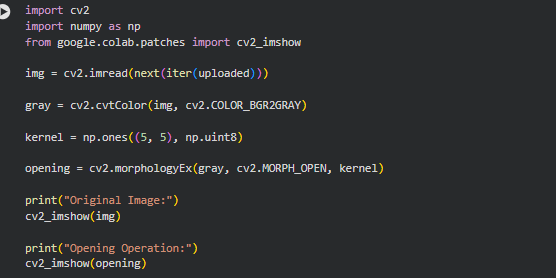 import cv2
import numpy as np
from google.colab.patches import cv2_imshow
img = cv2.imread(next(iter(uploaded)))
gray = cv2.cvtColor(img, cv2.COLOR_BGR2GRAY)
kernel = np.ones((5, 5), np.uint8)
opening = cv2.morphologyEx(gray, cv2.MORPH_OPEN, kernel)
print("Original Image:")
cv2_imshow(img)
print("Opening Operation:")
cv2_imshow(opening)